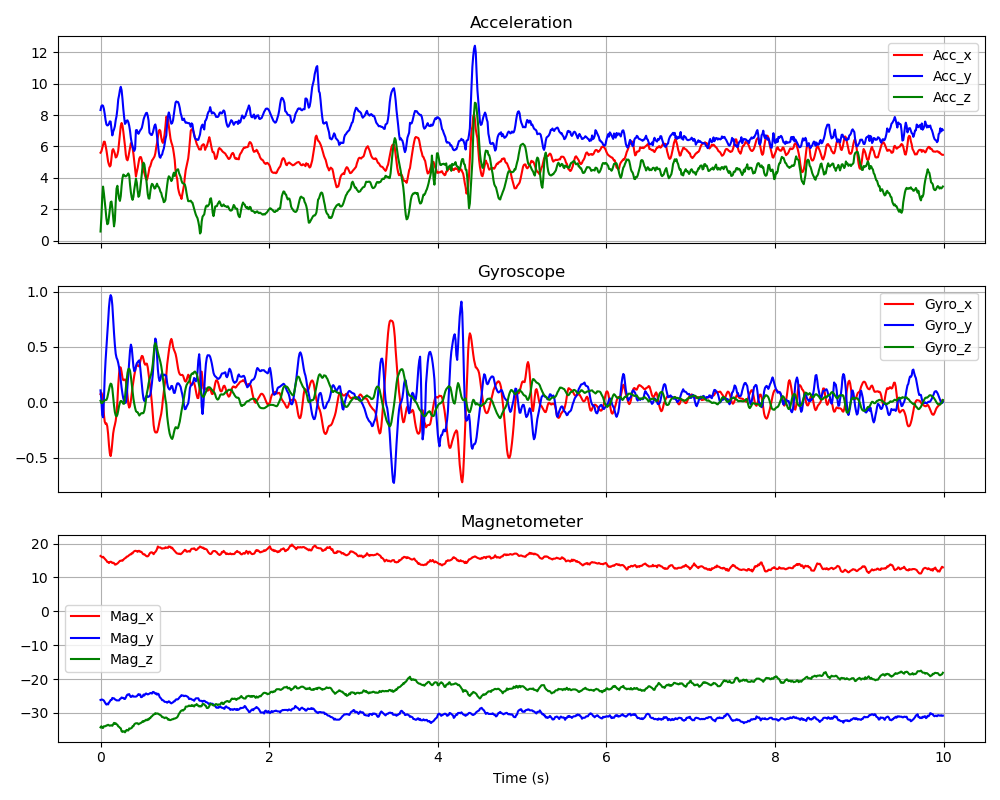 Acceleration
12
10
8
6
4
2
0
Acc_x
Acc_y
Acc_z
Gyroscope
1.0
0.5
0.0
−0.5
Gyro_x
Gyro_y
Gyro_z
Magnetometer
20
10
0
−10
−20
−30
Mag_x
Mag_y
Mag_z
0 2 4 6 8 10
Time (s)